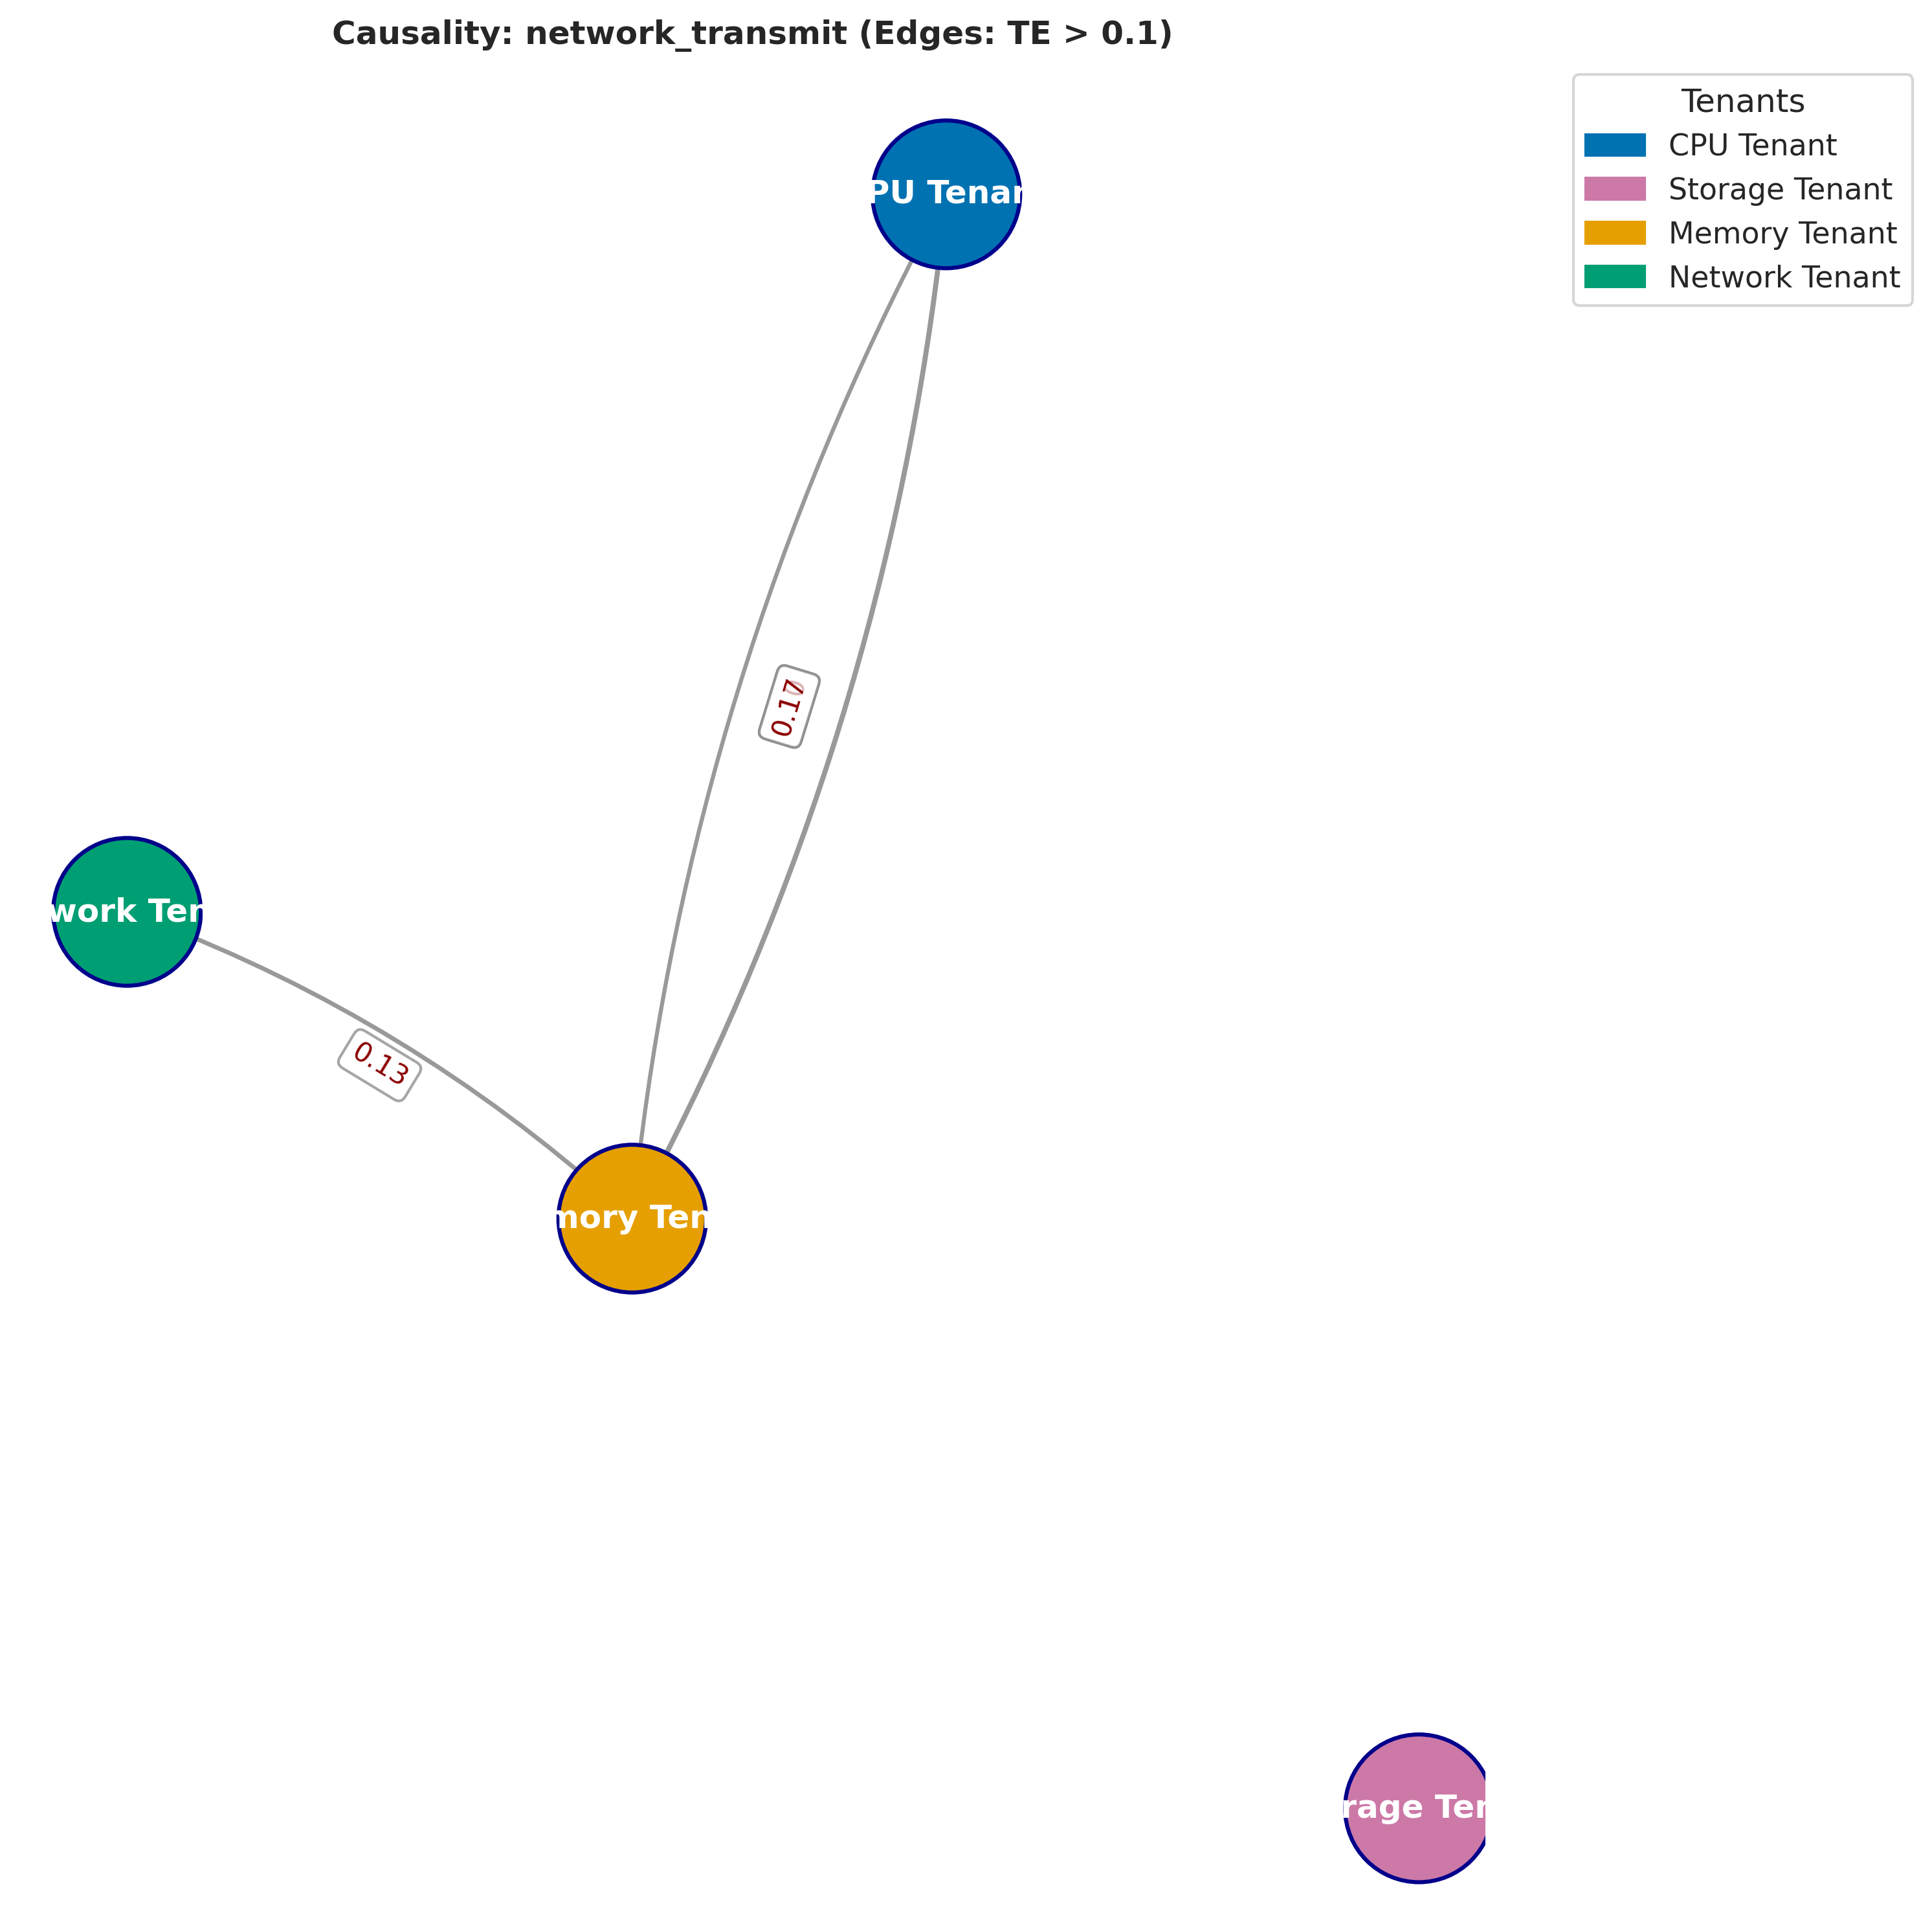 Causality: network_transmit (Edges: TE > 0.1)
Tenants
CPU Tenant
Storage Tenant
Memory Tenant
Network Tenant
PU Tenan
0.17
work Ten
0.13
mory Ten
rage Ten